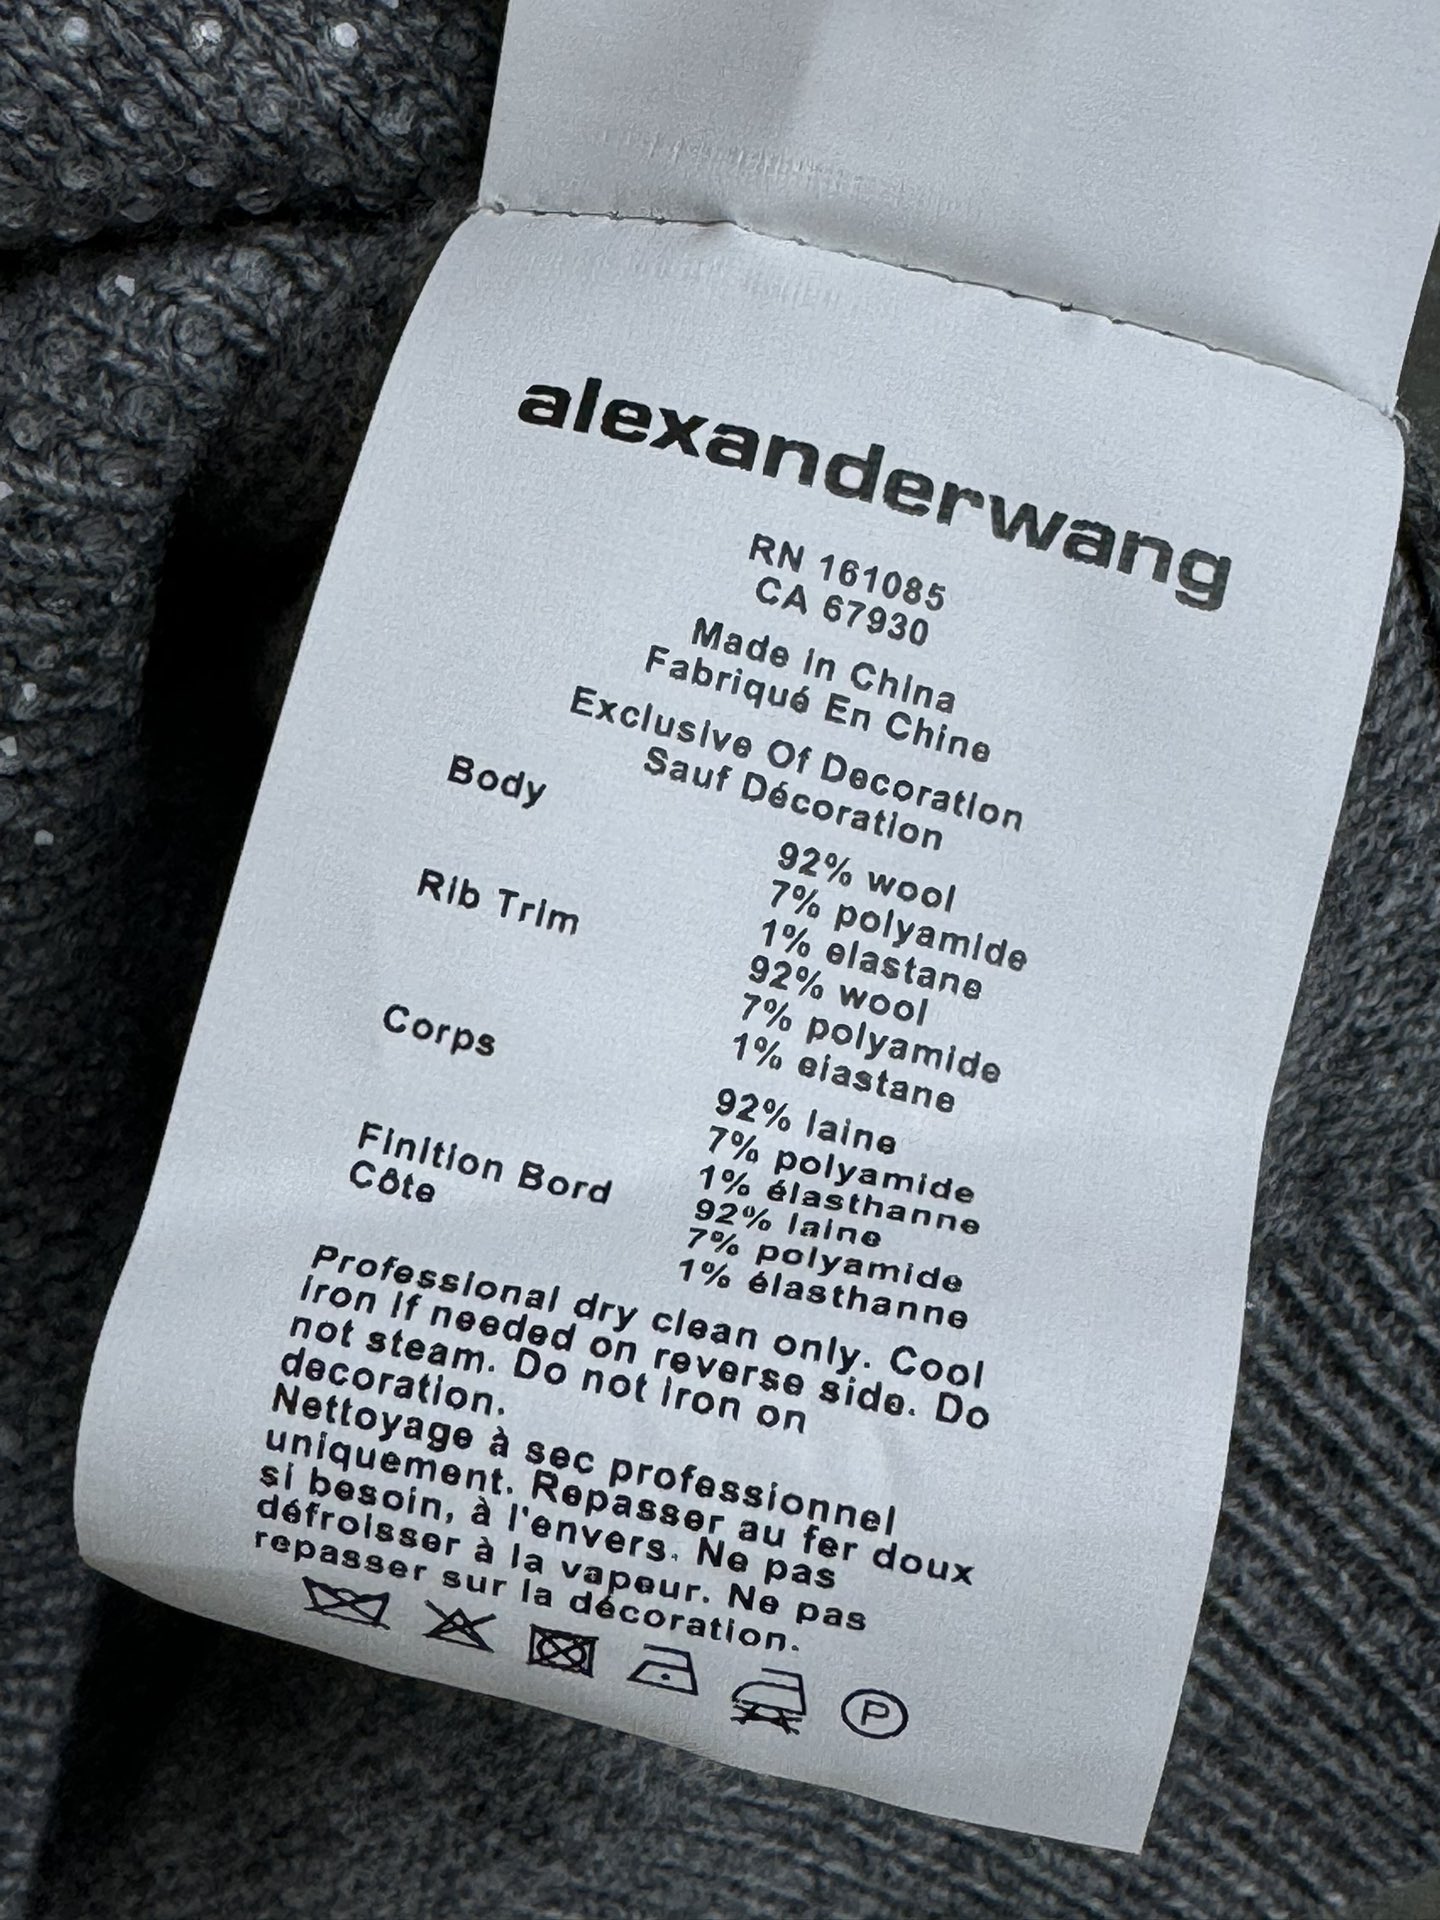 alexanderwang
RN 161085
CA 67930
Made in China
Fabriqué En Chine
Exclusive Of Decoration
Sauf Décoration
Body
92% wool
7% polyamide
1% elastane
Rib Trim
92% wool
7% polyamide
1% elastane
Corps
92% laine
7% polyamide
1% élasthanne
Finition Bord
Côte
92% laine
7% polyamide
1% élasthanne
Professional dry clean only. Cool
iron if needed on reverse side. Do
not steam. Do not iron on
decoration.
Nettoyage à sec professionnel
uniquement. Repasser au fer doux
si besoin, à l'envers. Ne pas
défroisser à la vapeur. Ne pas
repasser sur la décoration.
P